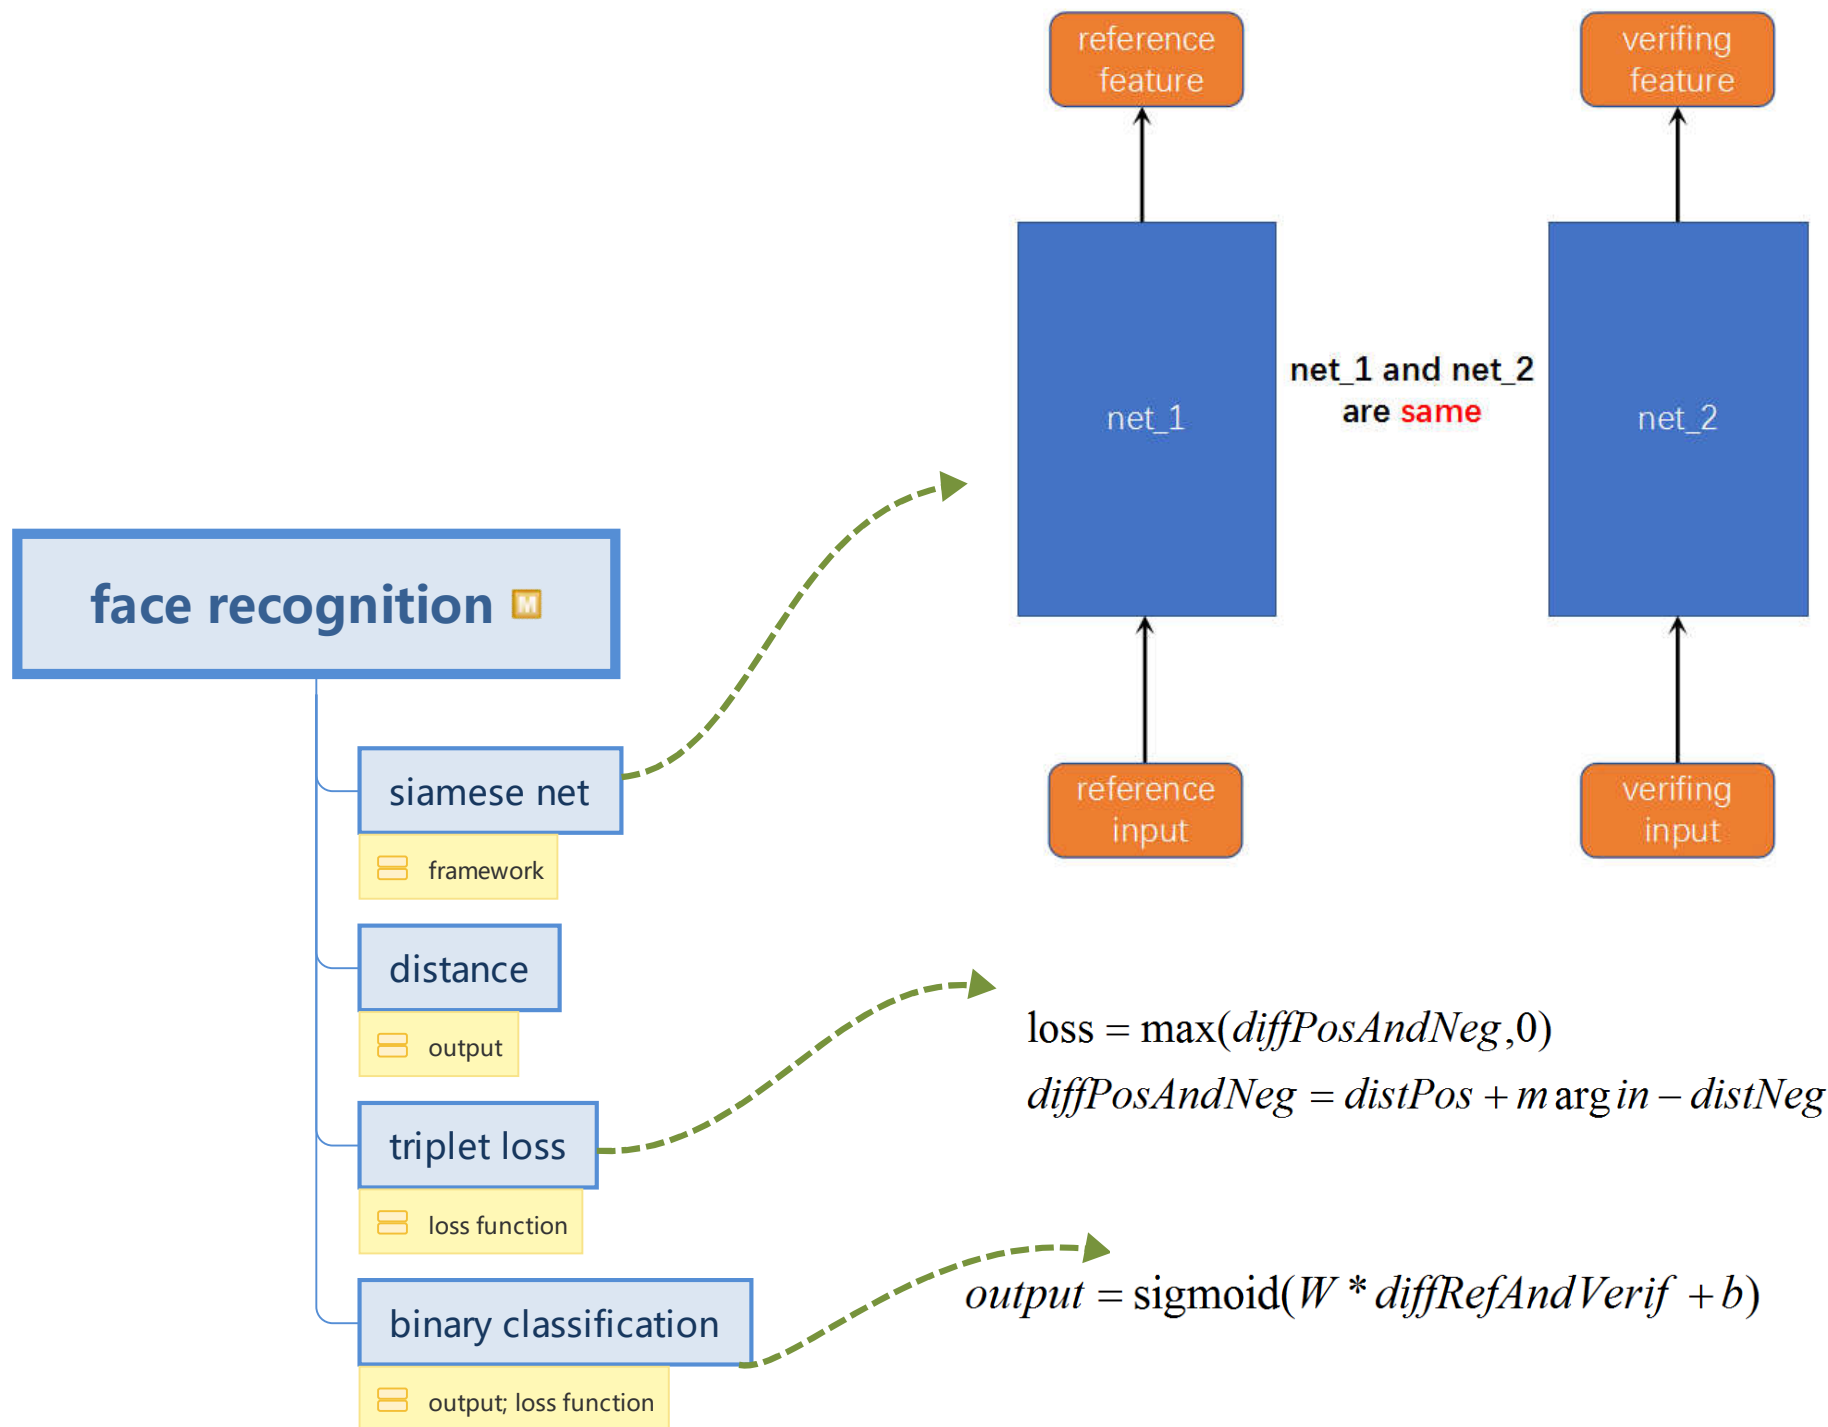 reference
feature
verifing
feature
net_1
net_1 and net_2
are same
net_2
reference
input
verifing
input
face recognition M
siamese net
framework
distance
output
triplet loss
loss function
binary classification
output; loss function
loss = max(diffPosAndNeg,0)
diffPosAndNeg = distPos + m arg in − distNeg
output = sigmoid(W * diffRefAndVerif + b)